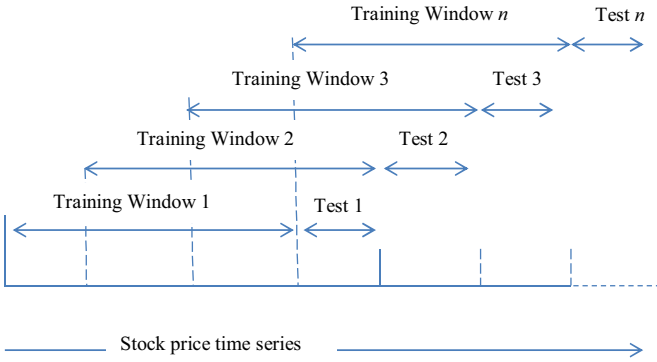 Training Window n
Test n
Training Window 3
Test 3
Training Window 2
Test 2
Training Window 1
Test 1
Stock price time series